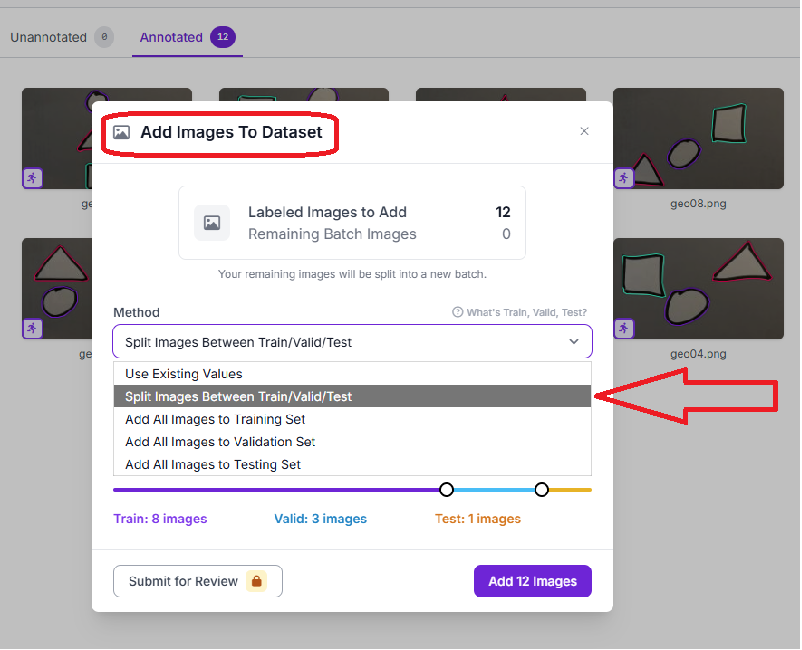 Unannotated 0 Annotated 12
Add Images To Dataset
Labeled Images to Add 12
Remaining Batch Images 0
Your remaining images will be split into a new batch.
Method What's Train, Valid, Test?
Split Images Between Train/Valid/Test
Use Existing Values
Split Images Between Train/Valid/Test
Add All Images to Training Set
Add All Images to Validation Set
Add All Images to Testing Set
Train: 8 images Valid: 3 images Test: 1 images
Submit for Review Add 12 Images
ge
geo08.png
ge
geo04.png